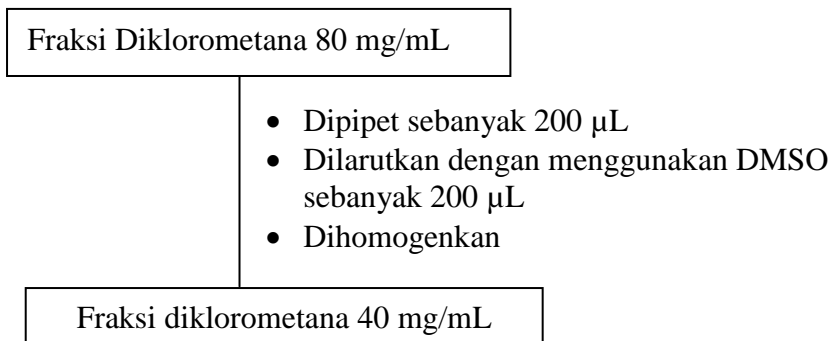 Fraksi Diklorometana 80 mg/mL
• Dipipet sebanyak 200 µL
• Dilarutkan dengan menggunakan DMSO
sebanyak 200 µL
• Dihomogenkan
Fraksi diklorometana 40 mg/mL